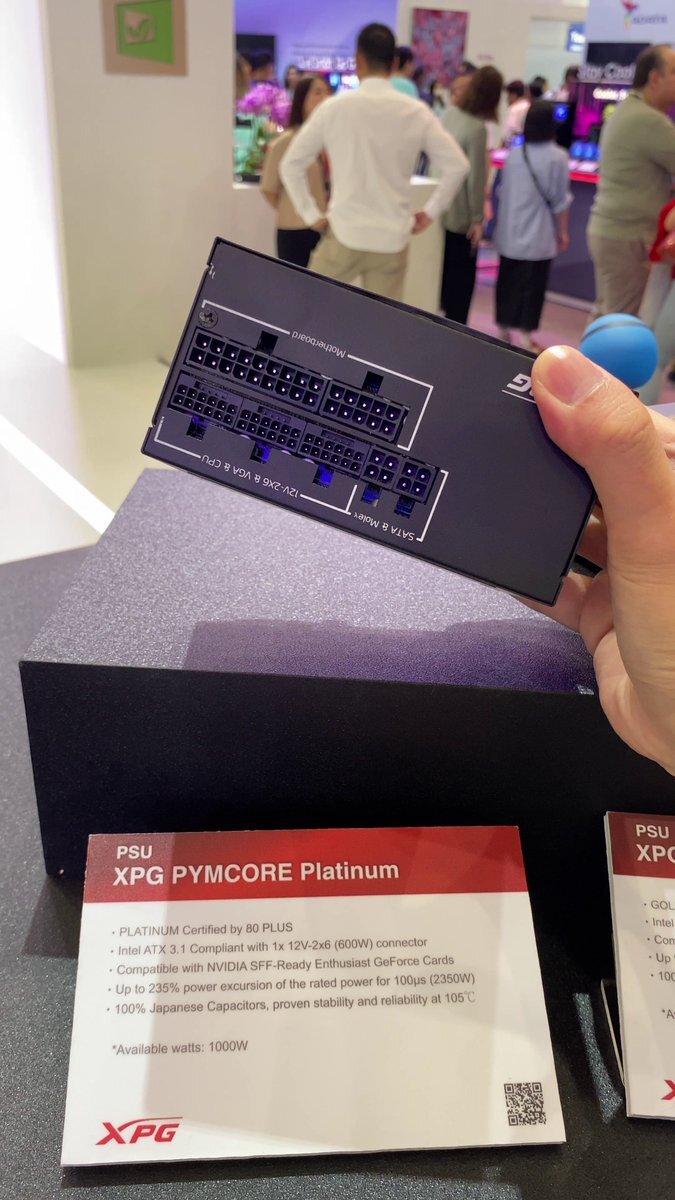 Motherboard
12V-2X6 & VGA & CPU
SATA & Molex
PSU
XPG PYMCORE Platinum
· PLATINUM Certified by 80 PLUS
· Intel ATX 3.1 Compliant with 1x 12V-2x6 (600W) connector
· Compatible with NVIDIA SFF-Ready Enthusiast GeForce Cards
· Up to 235% power excursion of the rated power for 100µs (2350W)
· 100% Japanese Capacitors, proven stability and reliability at 105℃
*Available watts: 1000W
XPG
PSU
· Intel
· Up